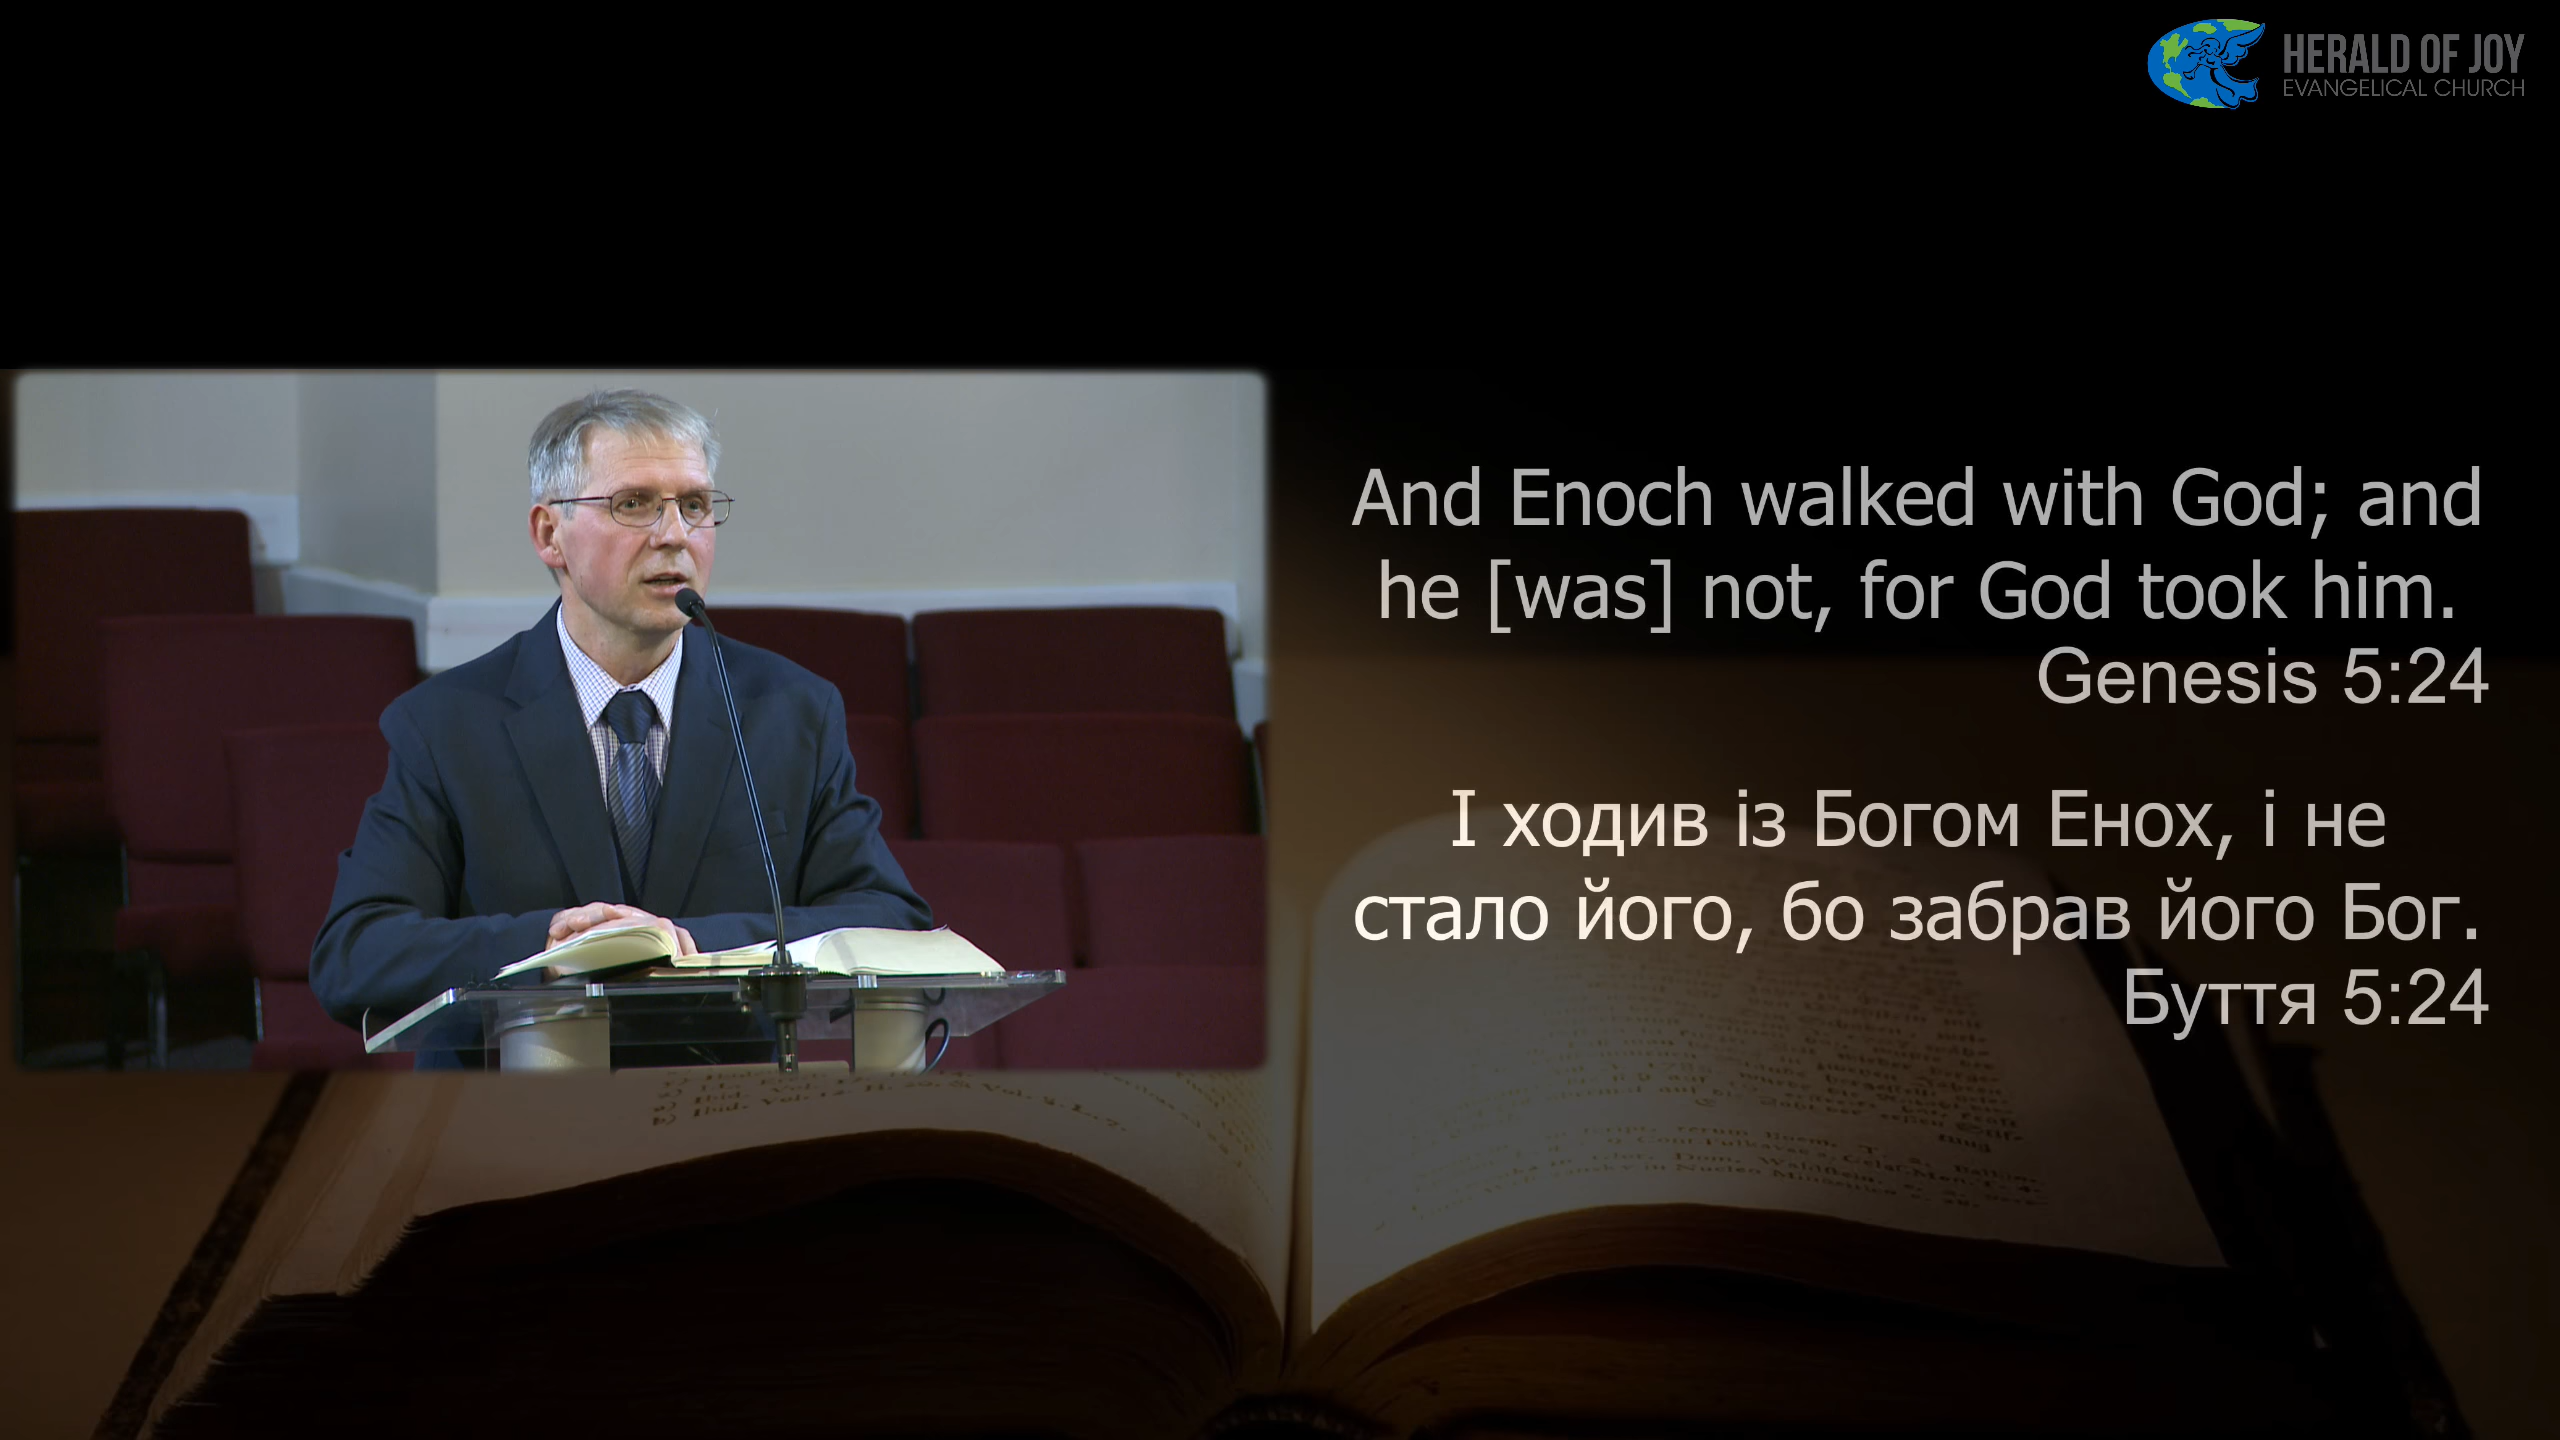 HERALD OF JOY
EVANGELICAL CHURCH
And Enoch walked with God; and
he [was] not, for God took him.
Genesis 5:24
І ходив із Богом Енох, і не
стало його, бо забрав його Бог.
Буття 5:24